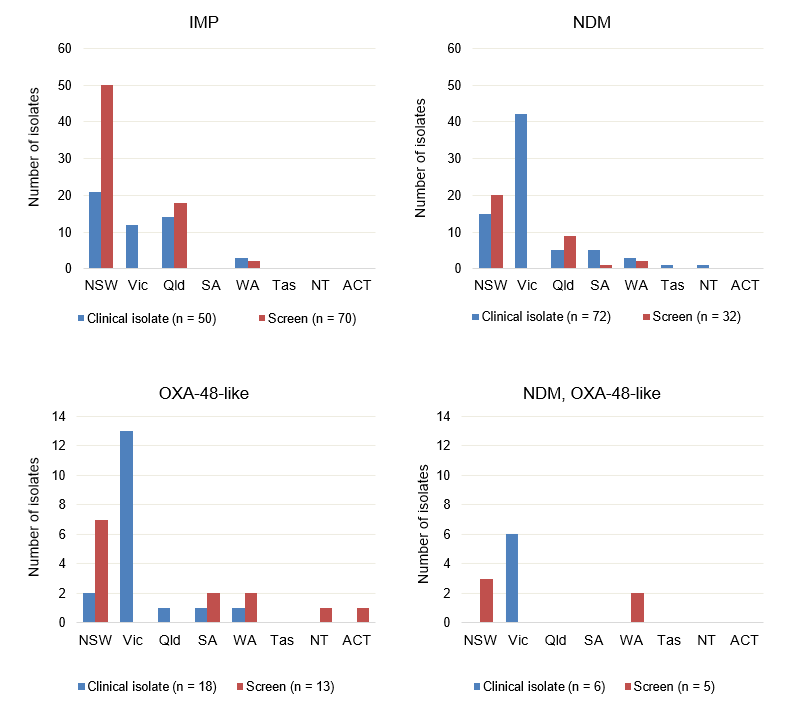 IMP
Number of isolates
60
50
40
30
20
10
0
NSW Vic Qld SA WA Tas NT ACT
Clinical isolate (n = 50) Screen (n = 70)
NDM
Number of isolates
60
50
40
30
20
10
0
NSW Vic Qld SA WA Tas NT ACT
Clinical isolate (n = 72) Screen (n = 32)
OXA-48-like
Number of isolates
14
12
10
8
6
4
2
0
NSW Vic Qld SA WA Tas NT ACT
Clinical isolate (n = 18) Screen (n = 13)
NDM, OXA-48-like
Number of isolates
14
12
10
8
6
4
2
0
NSW Vic Qld SA WA Tas NT ACT
Clinical isolate (n = 6) Screen (n = 5)